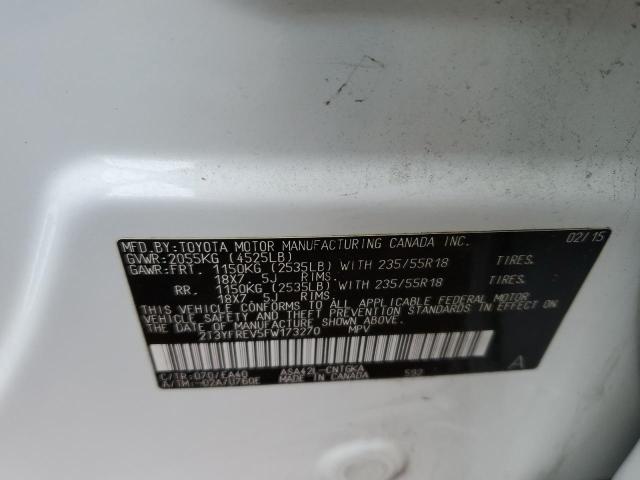 MFD.BY:TOYOTA MOTOR MANUFACTURING CANADA INC. 02/15
GVWR:2055KG (4525LB)
GAWR:FRT. 1150KG (2535LB) WITH 235/55R18 TIRES.
18X7.5J RIMS.
RR. 1150KG (2535LB) WITH 235/55R18 TIRES.
18X7.5J RIMS.
THIS VEHICLE CONFORMS TO ALL APPLICABLE FEDERAL MOTOR
VEHICLE SAFETY AND THEFT PREVENTION STANDARDS IN EFFECT ON
THE DATE OF MANUFACTURE.
2T3YFREV5FW173270 MPV
C/TR:070/EA40 ASA42L-CNTGKA 592 A
A/TM:-02A/U760E MADE IN CANADA